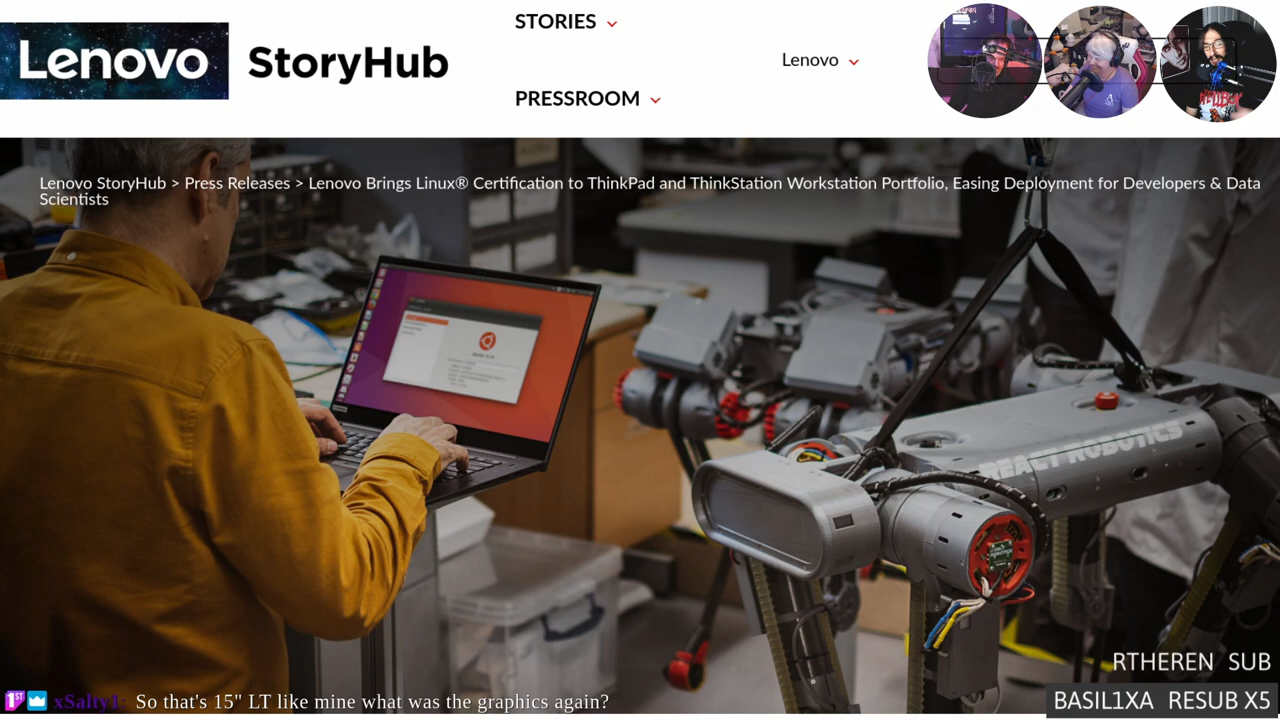 STORIES
Lenovo
StoryHub
Lenovo
PRESSROOM
Lenovo StoryHub > Press Releases > Lenovo Brings Linux® Certification to ThinkPad and ThinkStation Workstation Portfolio, Easing Deployment for Developers & Data
Scientists
REACT ROBOTICS
RTHEREN SUB
1ST xSalty1: So that's 15" LT like mine what was the graphics again?
BASIL1XA RESUB X5